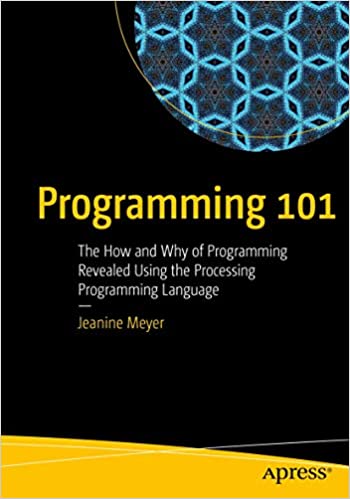 Programming 101
The How and Why of Programming
Revealed Using the Processing
Programming Language
—
Jeanine Meyer
Apress®